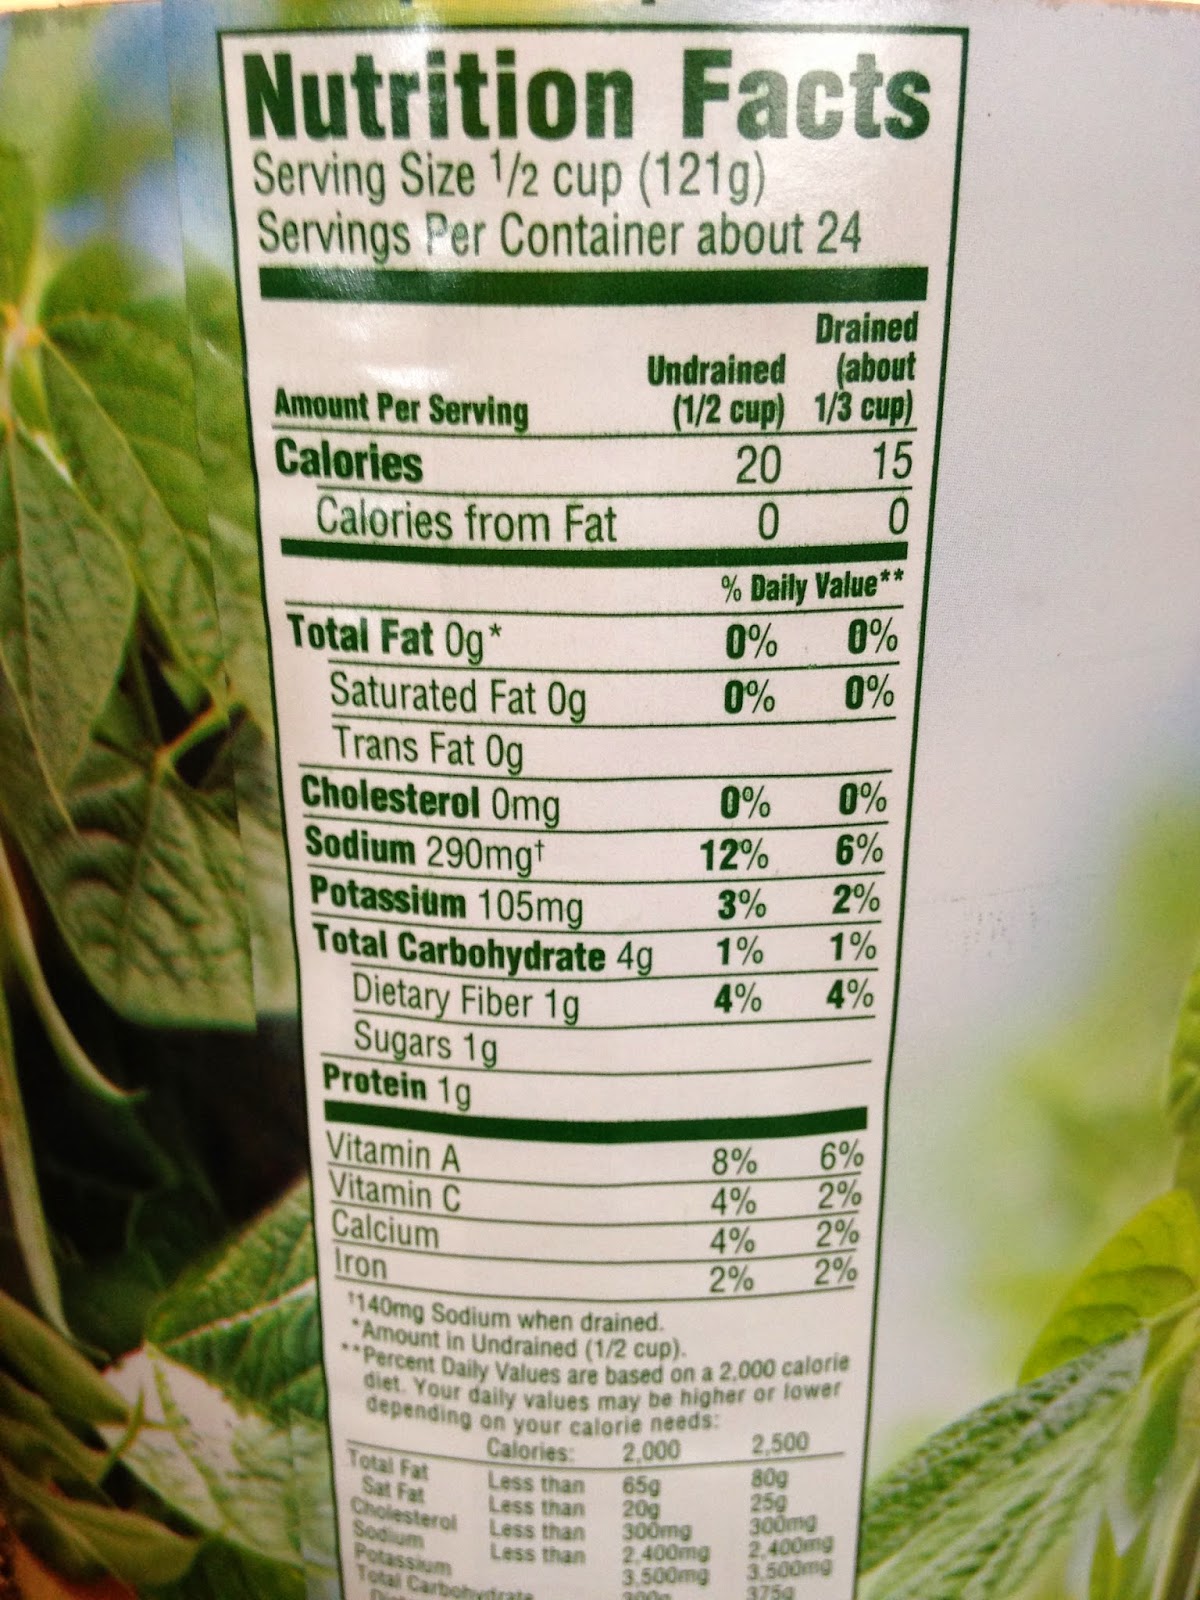 Nutrition Facts
Serving Size 1/2 cup (121g)
Servings Per Container about 24
Amount Per Serving Undrained (1/2 cup) Drained (about 1/3 cup)
Calories 20 15
Calories from Fat 0 0
% Daily Value**
Total Fat 0g* 0% 0%
Saturated Fat 0g 0% 0%
Trans Fat 0g
Cholesterol 0mg 0% 0%
Sodium 290mg† 12% 6%
Potassium 105mg 3% 2%
Total Carbohydrate 4g 1% 1%
Dietary Fiber 1g 4% 4%
Sugars 1g
Protein 1g
Vitamin A 8% 6%
Vitamin C 4% 2%
Calcium 4% 2%
Iron 2% 2%
†140mg Sodium when drained.
*Amount in Undrained (1/2 cup).
**Percent Daily Values are based on a 2,000 calorie
diet. Your daily values may be higher or lower
depending on your calorie needs:
Calories: 2,000 2,500
Total Fat Less than 65g 80g
Sat Fat Less than 20g 25g
Cholesterol Less than 300mg 300mg
Sodium Less than 2,400mg 2,400mg
Potassium 3,500mg 3,500mg
Total Carbohydrate 300g 375g